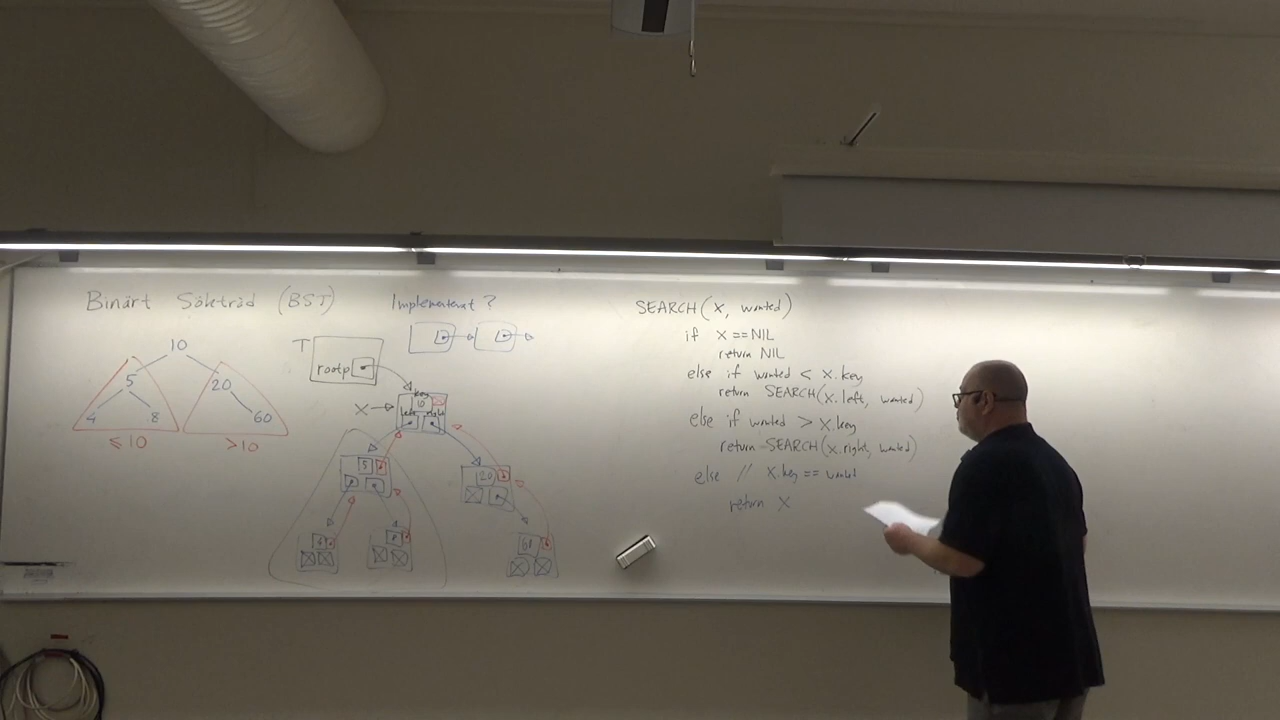 Binärt Sökträd (BST)
10
5 20
4 8 60
≤10 >10
Implementerat?
T
rootp
X
key
10
left right
5 20
8
60
SEARCH(X, wanted)
if X == NIL
return NIL
else if wanted < X.key
return SEARCH(X.left, wanted)
else if wanted > X.key
return SEARCH(X.right, wanted)
else // X.key == wanted
return X